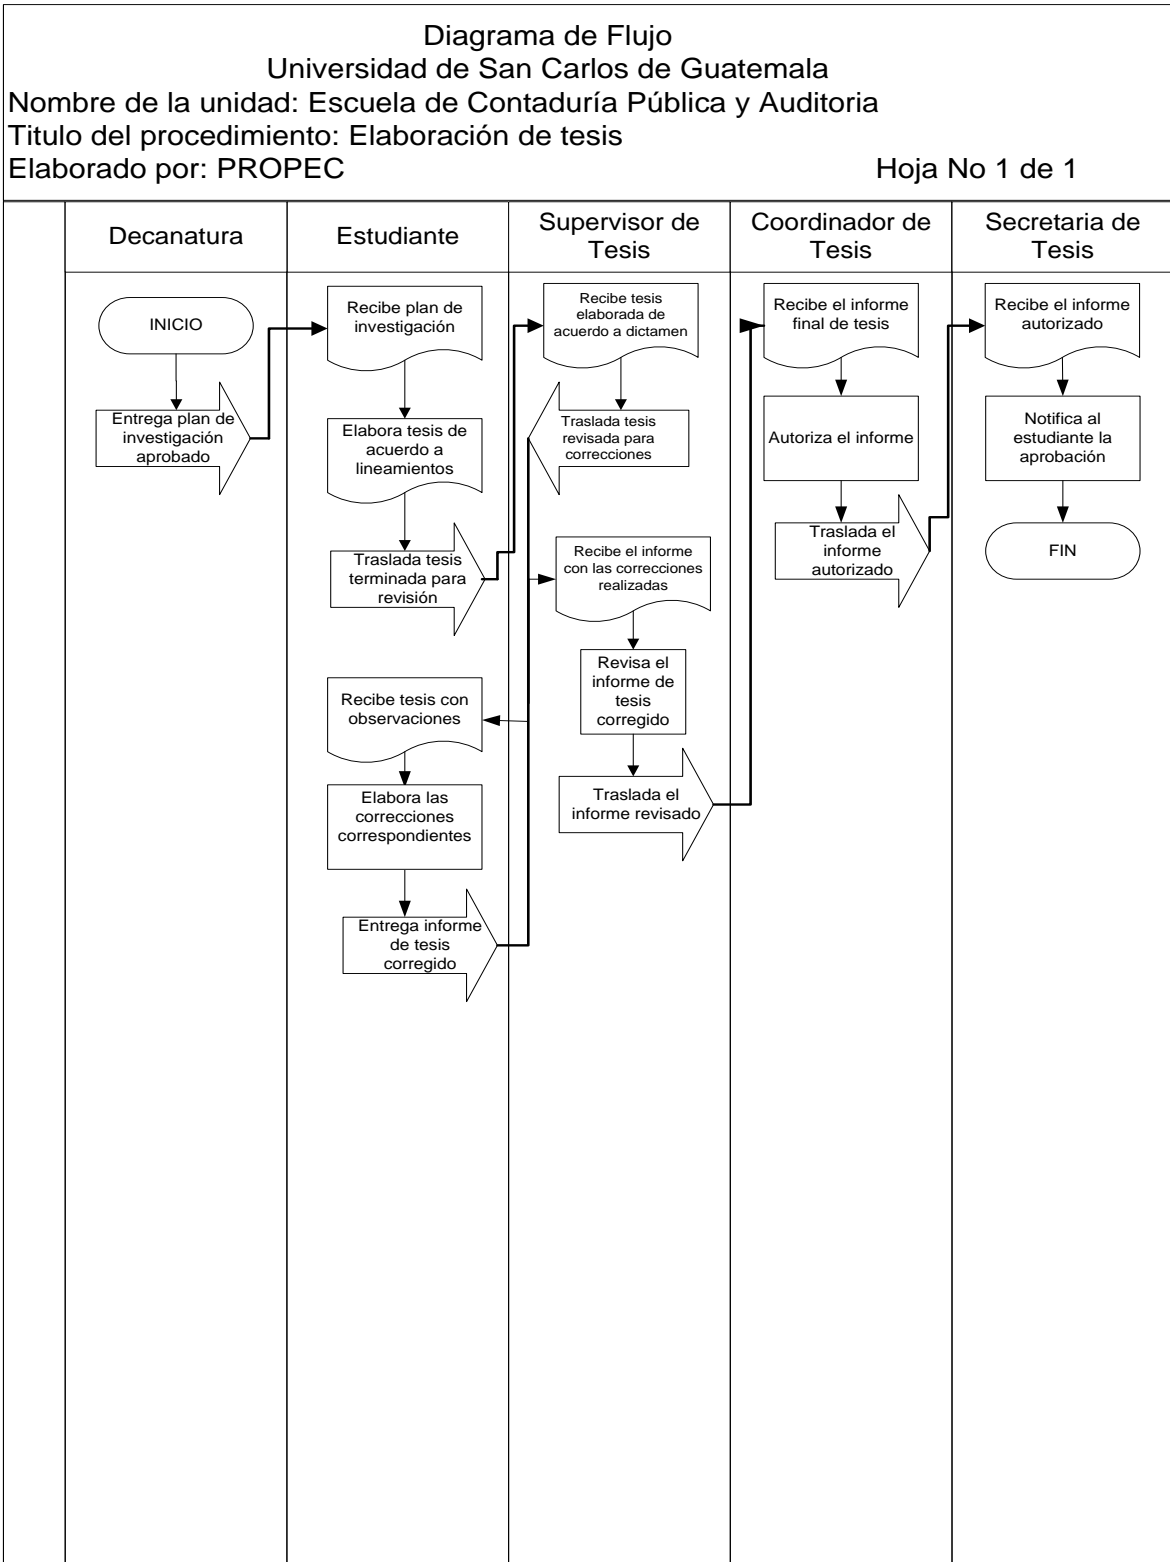 Diagrama de Flujo
Universidad de San Carlos de Guatemala
Nombre de la unidad: Escuela de Contaduría Pública y Auditoria
Titulo del procedimiento: Elaboración de tesis
Elaborado por: PROPEC
Hoja No 1 de 1
Decanatura
Estudiante
Supervisor de
Tesis
Coordinador de
Tesis
Secretaria de
Tesis
INICIO
Entrega plan de
investigación
aprobado
Recibe plan de
investigación
Elabora tesis de
acuerdo a
lineamientos
Traslada tesis
terminada para
revisión
Recibe tesis con
observaciones
Elabora las
correcciones
correspondientes
Entrega informe
de tesis
corregido
Recibe tesis
elaborada de
acuerdo a dictamen
Traslada tesis
revisada para
correcciones
Recibe el informe
con las correcciones
realizadas
Revisa el
informe de
tesis
corregido
Traslada el
informe revisado
Recibe el informe
final de tesis
Autoriza el informe
Traslada el
informe
autorizado
Recibe el informe
autorizado
Notifica al
estudiante la
aprobación
FIN